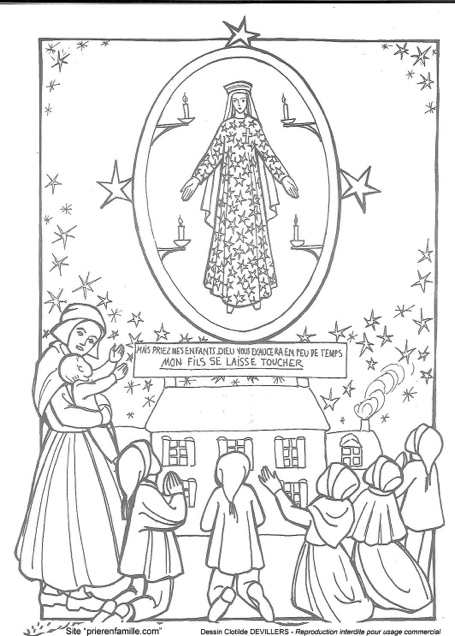 MAIS PRIEZ MES ENFANTS DIEU VOUS EXAUCERA EN PEU DE TEMPS
MON FILS SE LAISSE TOUCHER
Site "prierenfamille.com" Dessin Clotilde DEVILLERS - Reproduction interdite pour usage commercial